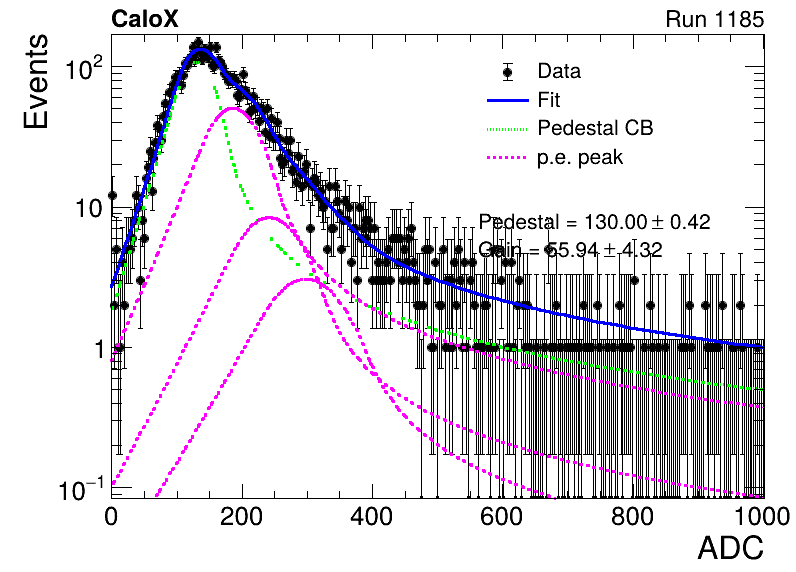 CaloX
Run 1185
Events
10²
10
1
10⁻¹
Data
Fit
Pedestal CB
p.e. peak
Pedestal = 130.00 ± 0.42
Gain = 55.94 ± 4.32
0 200 400 600 800 1000
ADC